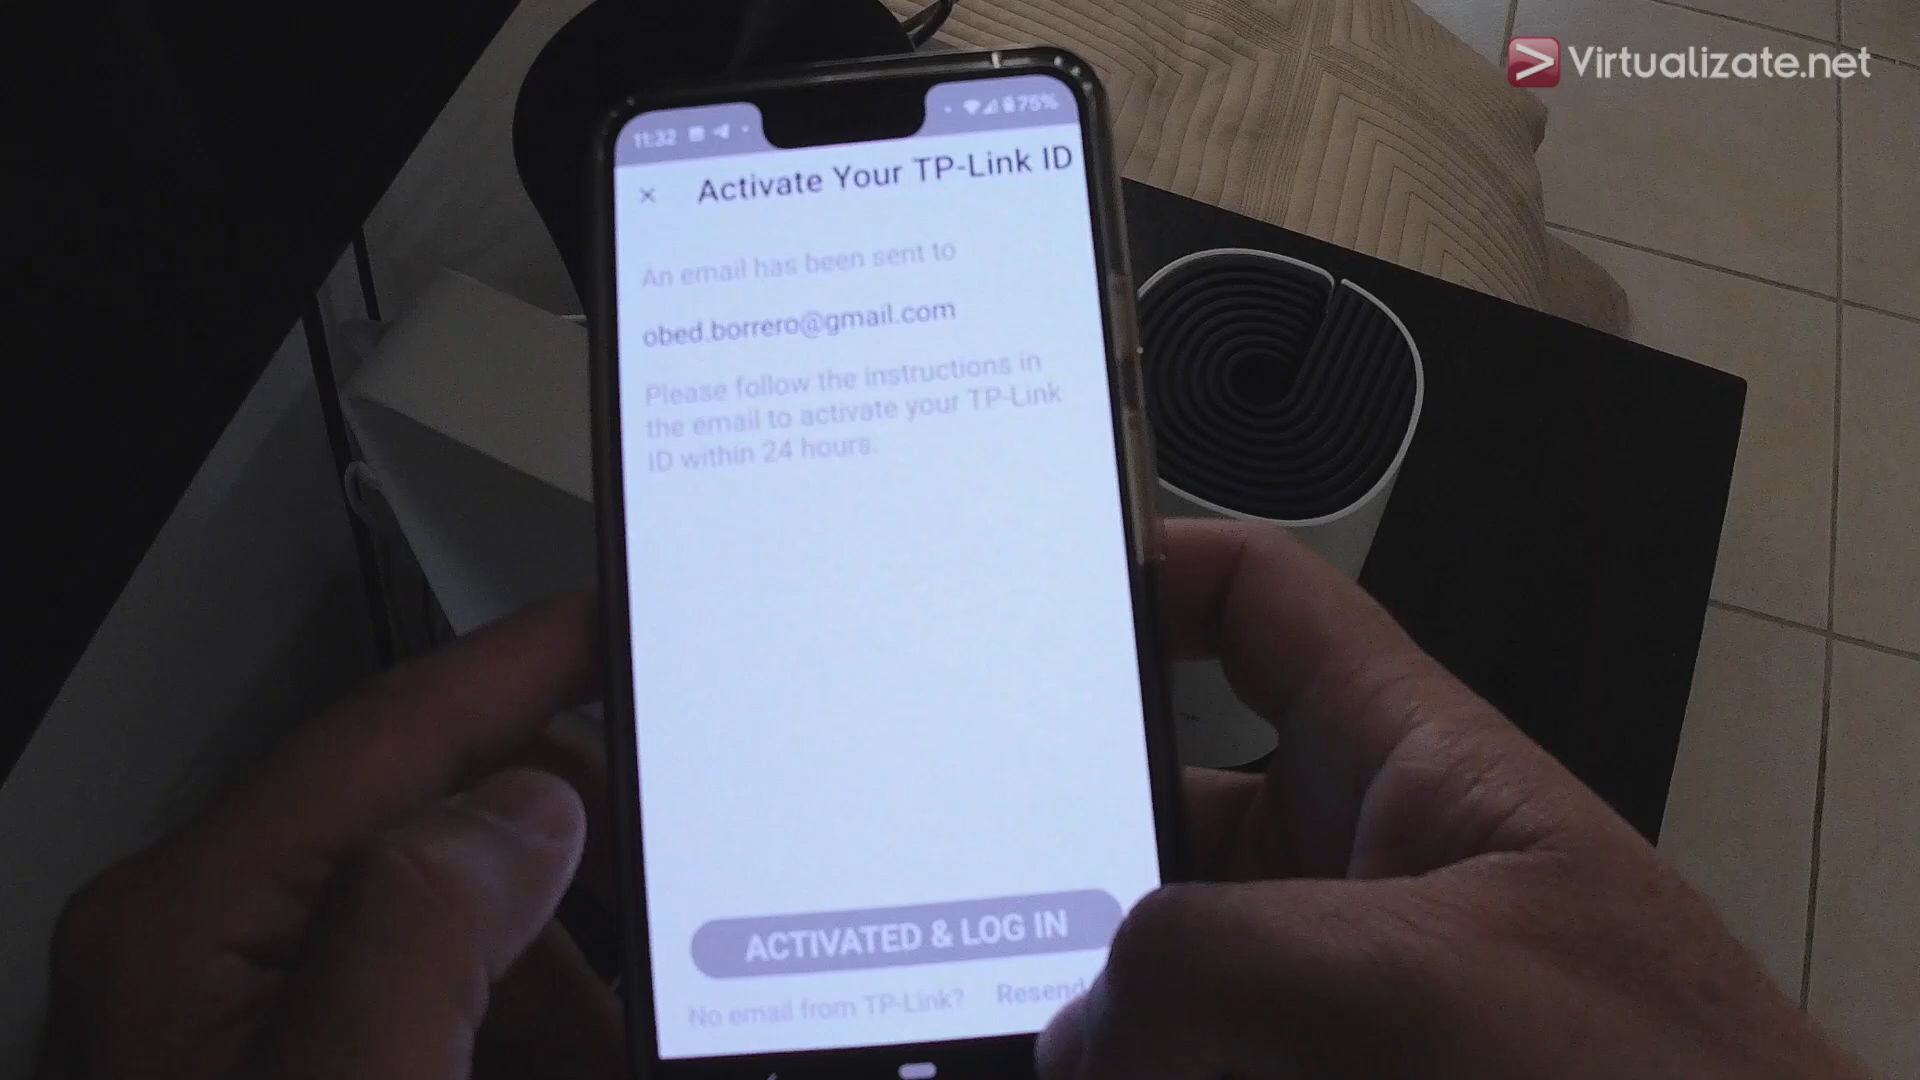 Virtualizate.net
11:32
75%
Activate Your TP-Link ID
An email has been sent to
obed.borrero@gmail.com
Please follow the instructions in
the email to activate your TP-Link
ID within 24 hours.
ACTIVATED & LOG IN
No email from TP-Link? Resend